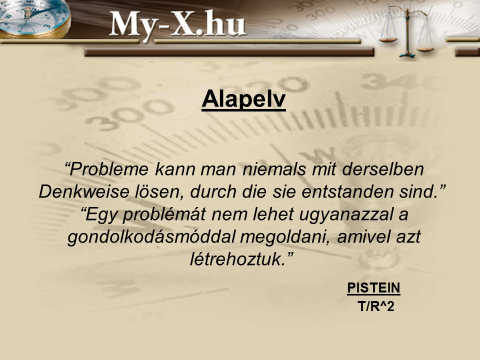 My-X.hu
Alapelv
“Probleme kann man niemals mit derselben
Denkweise lösen, durch die sie entstanden sind.”
“Egy problémát nem lehet ugyanazzal a
gondolkodásmóddal megoldani, amivel azt
létrehoztuk.”
PISTEIN
T/R^2